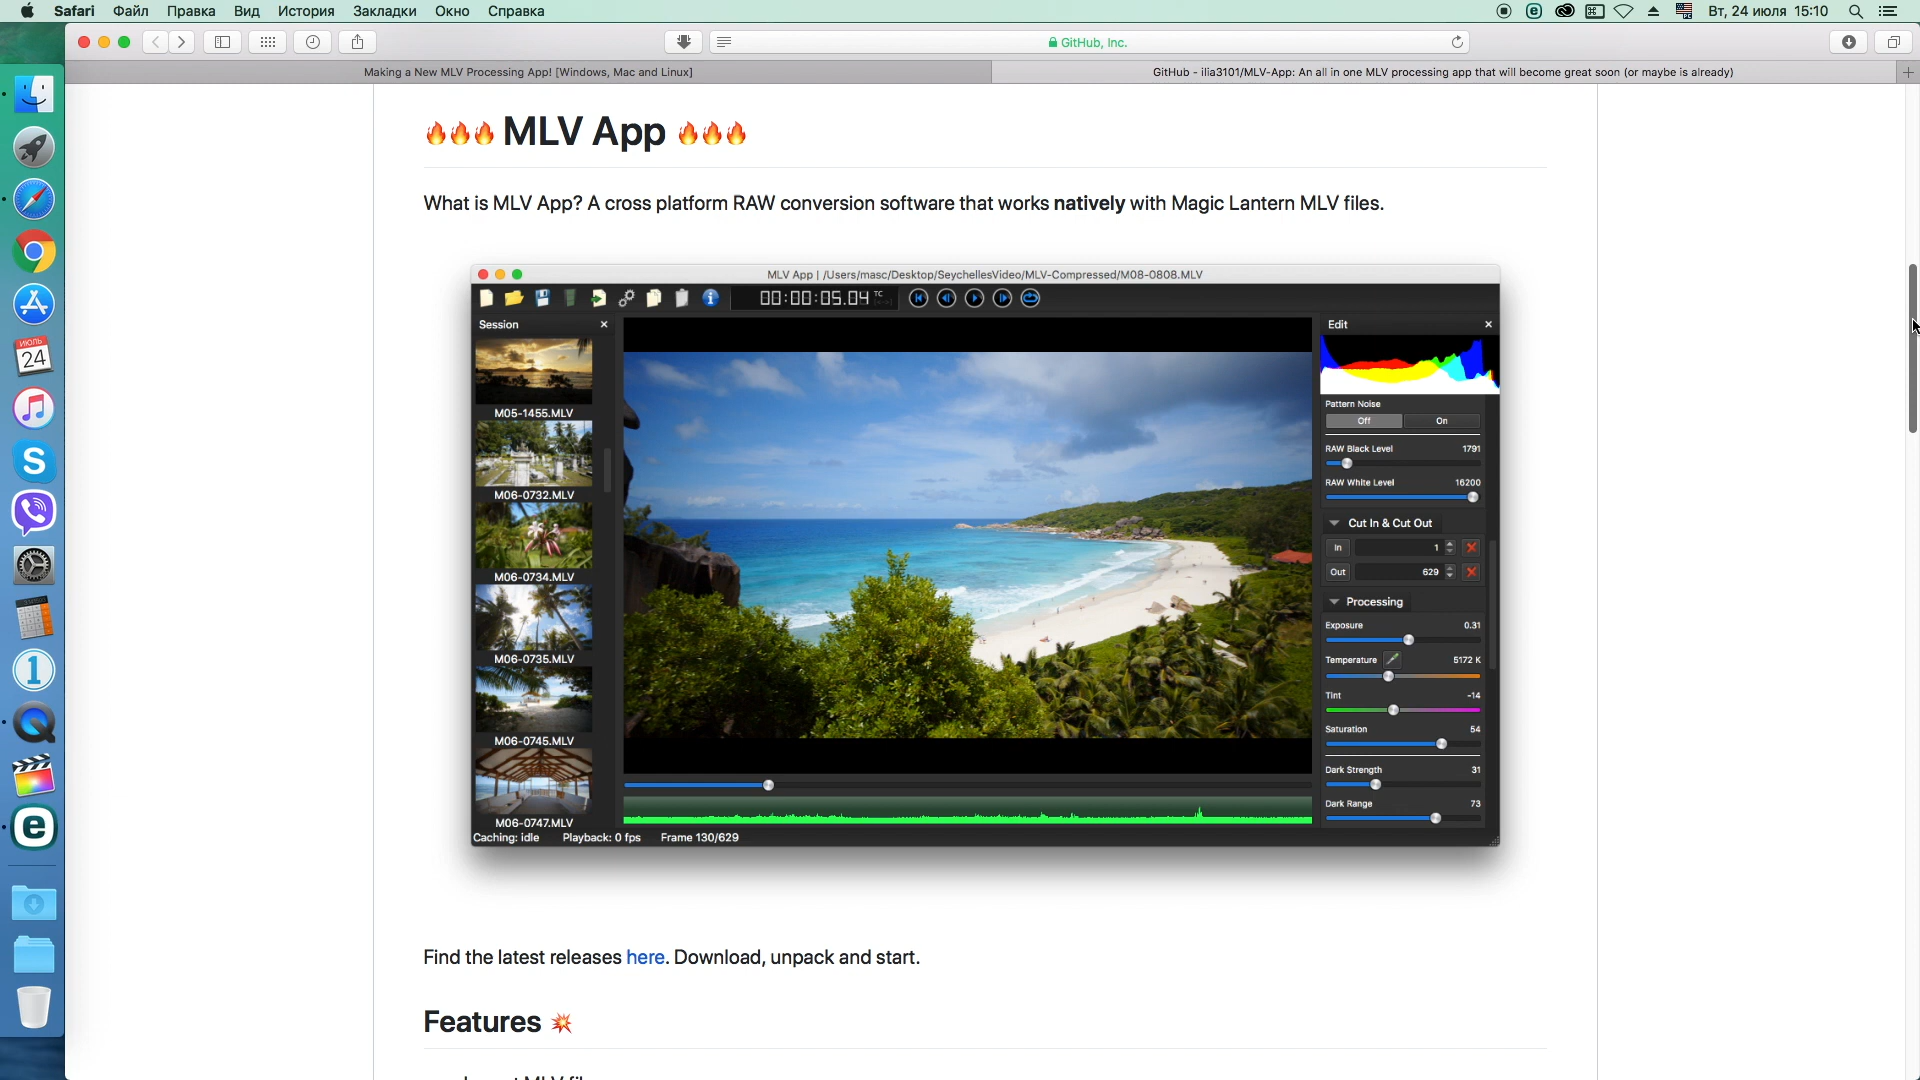 Safari Файл Правка Вид История Закладки Окно Справка
Вт, 24 июля 15:10
GitHub, Inc.
Making a New MLV Processing App! [Windows, Mac and Linux]
GitHub - ilia3101/MLV-App: An all in one MLV processing app that will become great soon (or maybe is already)
ИЮЛЬ
24
MLV App
What is MLV App? A cross platform RAW conversion software that works natively with Magic Lantern MLV files.
MLV App | /Users/masc/Desktop/SeychellesVideo/MLV-Compressed/M08-0808.MLV
00:00:05.04 TC
Session
Edit
M05-1455.MLV
M06-0732.MLV
M06-0734.MLV
M06-0735.MLV
M06-0745.MLV
M06-0747.MLV
Pattern Noise
Off On
RAW Black Level 1791
RAW White Level 16200
Cut In & Cut Out
In 1
Out 629
Processing
Exposure 0.31
Temperature 5172 K
Tint -14
Saturation 54
Dark Strength 31
Dark Range 73
Caching: idle Playback: 0 fps Frame 130/629
Find the latest releases here. Download, unpack and start.
Features